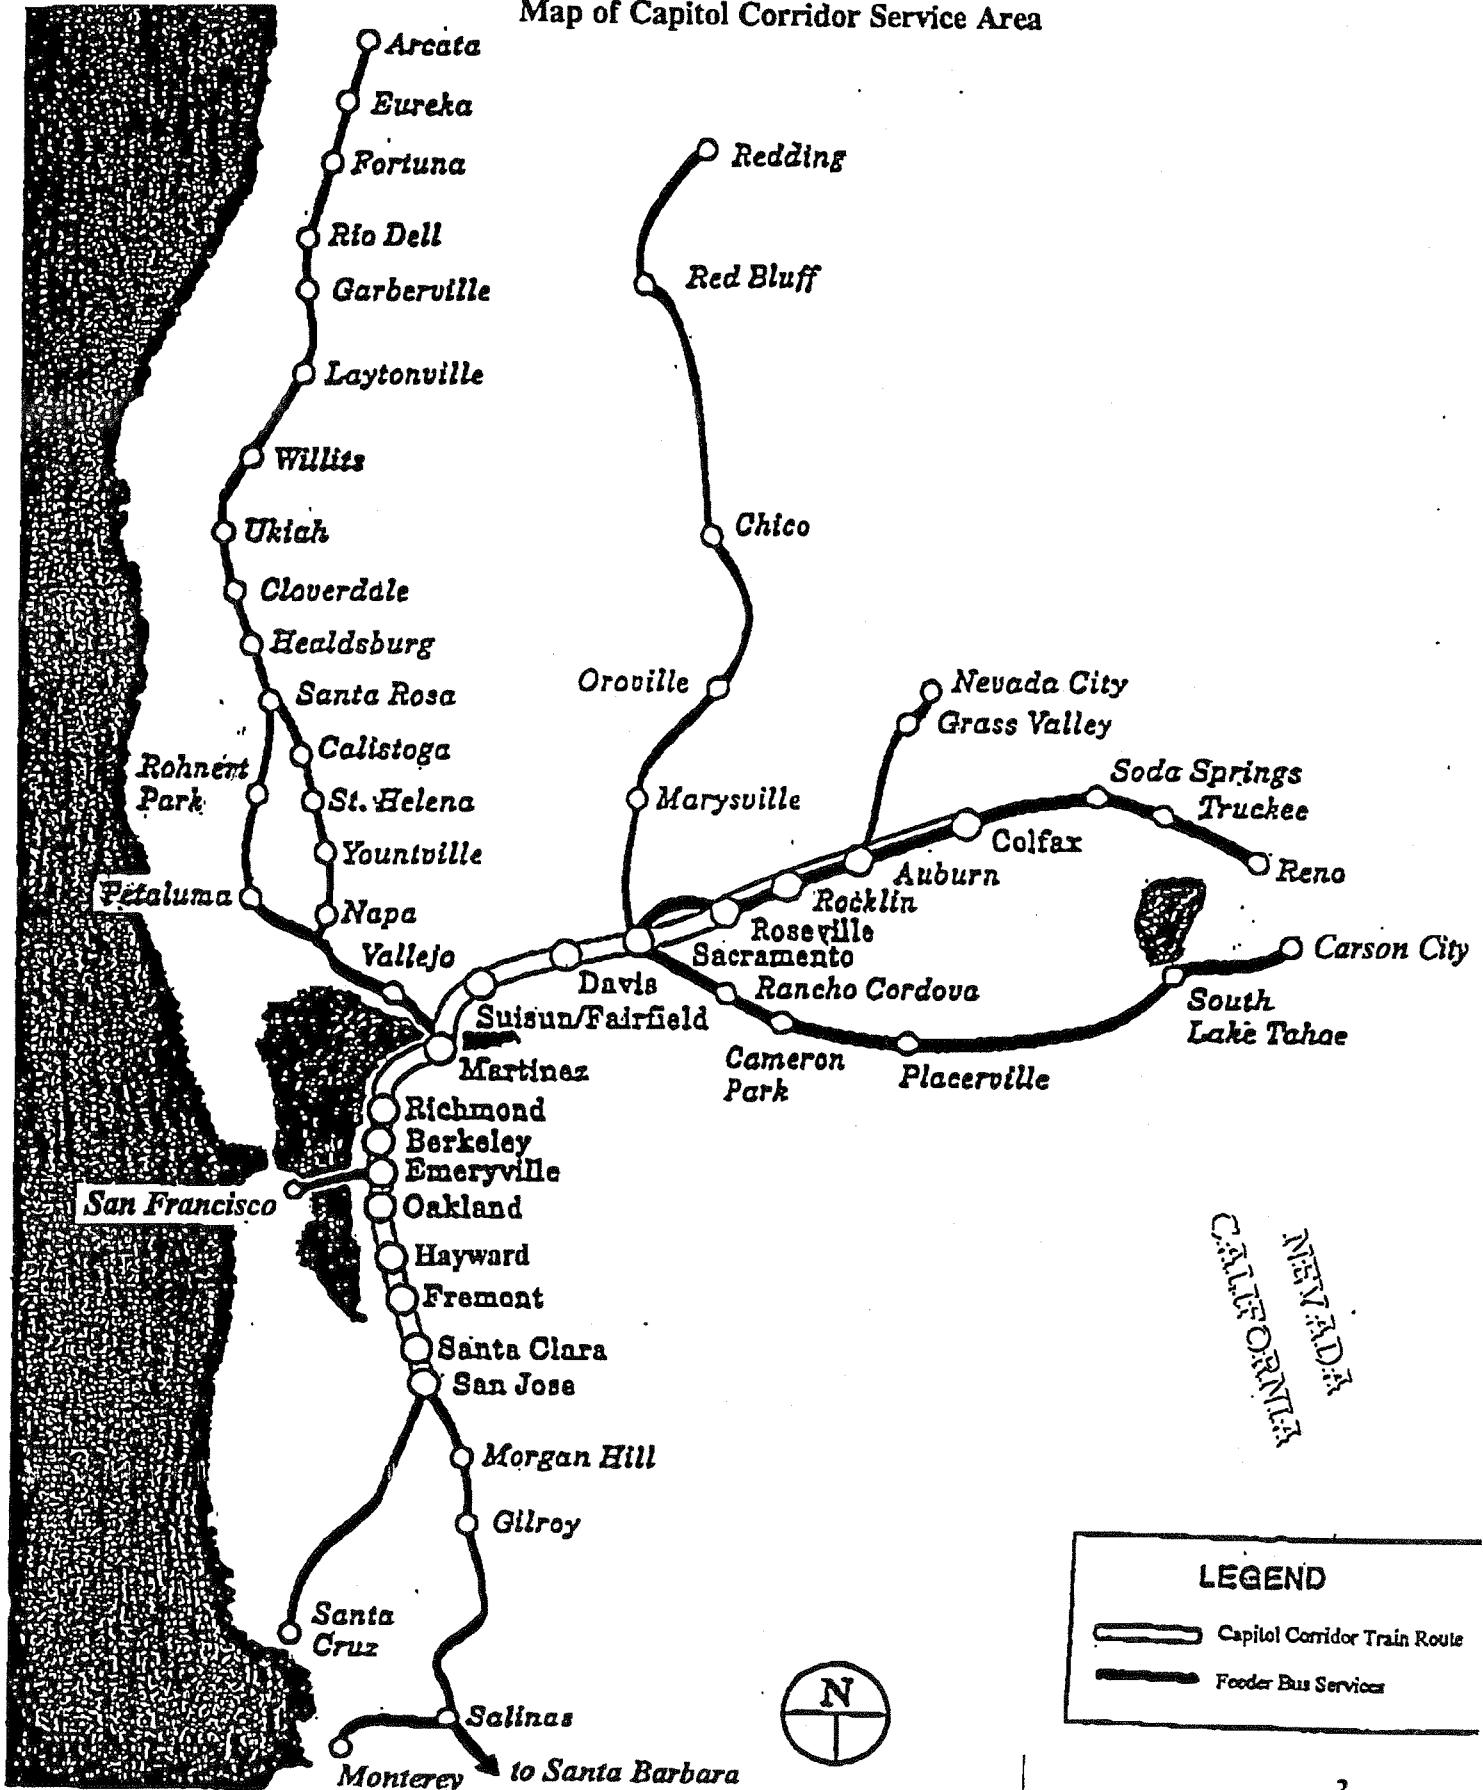 Map of Capitol Corridor Service Area
Arcata
Eureka
Fortuna
Rio Dell
Garberville
Laytonville
Willits
Ukiah
Cloverdale
Healdsburg
Santa Rosa
Calistoga
Rohnert
Park
St. Helena
Yountville
Petaluma
Napa
Vallejo
Redding
Red Bluff
Chico
Oroville
Marysville
Nevada City
Grass Valley
Soda Springs
Truckee
Reno
Colfax
Auburn
Rocklin
Roseville
Sacramento
Davis
Suisun/Fairfield
Rancho Cordova
Cameron
Park
Placerville
South
Lake Tahoe
Carson City
Martinez
Richmond
Berkeley
Emeryville
San Francisco
Oakland
Hayward
Fremont
Santa Clara
San Jose
Morgan Hill
Gilroy
Santa
Cruz
Salinas
Monterey
to Santa Barbara
NEVADA
CALIFORNIA
N
LEGEND
Capitol Corridor Train Route
Feeder Bus Services